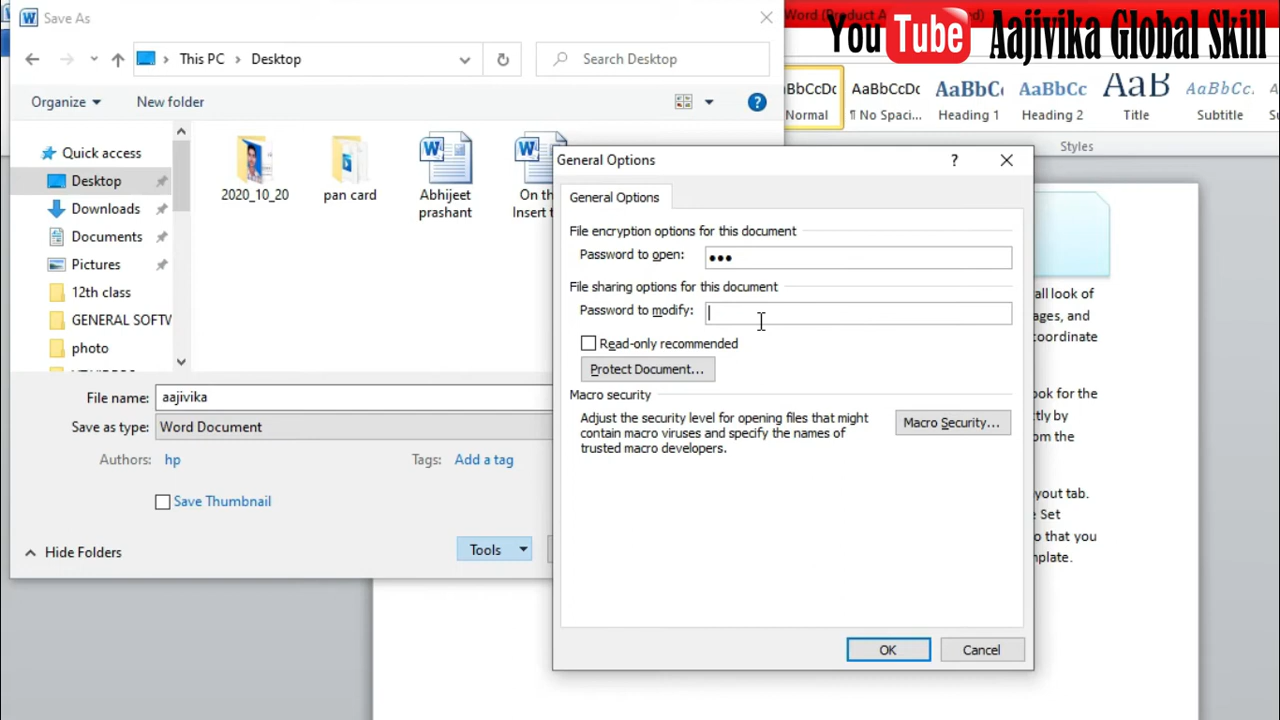 Save As
Word (Product A
You Tube Aajivika Global Skill
This PC
Desktop
Search Desktop
Organize
New folder
AaBbCc
AaBbCcDc
AaBbCc
AaBbCc
AaB
AaBbCc.
Normal
¶ No Spaci...
Heading 1
Heading 2
Title
Subtitle
Styles
Quick access
Desktop
Downloads
Documents
Pictures
12th class
GENERAL SOFTV
photo
2020_10_20
pan card
Abhijeet
prashant
On th
Insert t
File name:
aajivika
Save as type:
Word Document
Authors:
hp
Tags:
Add a tag
Save Thumbnail
Hide Folders
Tools
General Options
?
General Options
File encryption options for this document
Password to open:
●●●
File sharing options for this document
Password to modify:
Read-only recommended
Protect Document...
Macro security
Adjust the security level for opening files that might
contain macro viruses and specify the names of
trusted macro developers.
Macro Security...
OK
Cancel
all look of
ages, and
coordinate
ook for the
ctly by
om the
yout tab.
e Set
o that you
mplate.